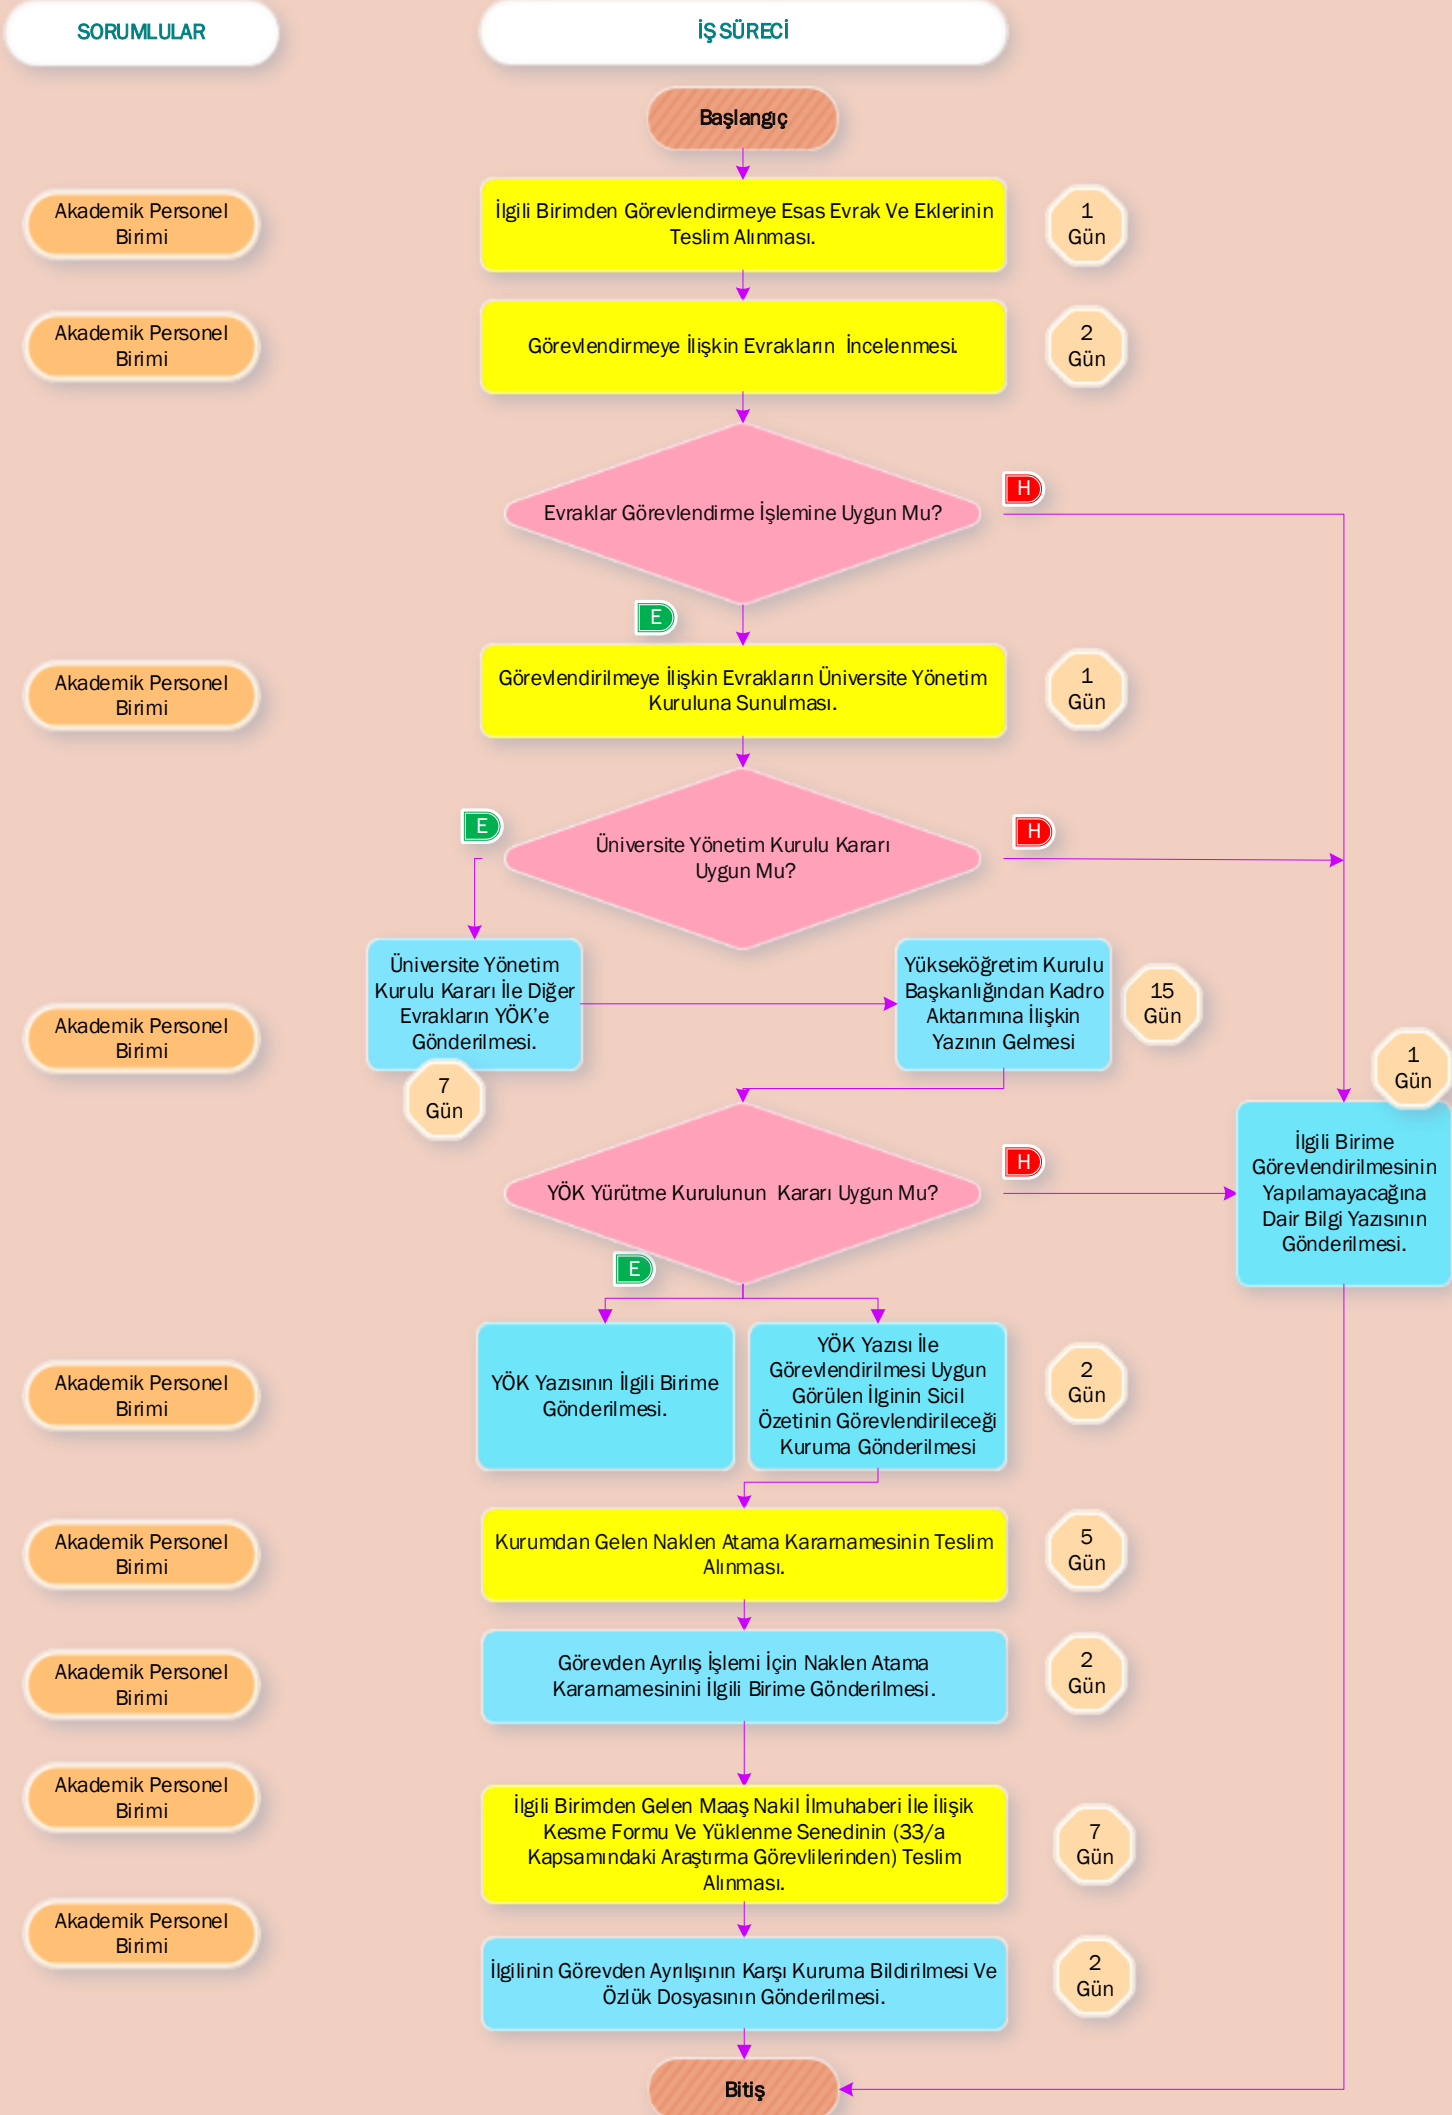 SORUMLULAR
İŞ SÜRECİ
Başlangıç
Akademik Personel
Birimi
İlgili Birimden Görevlendirmeye Esas Evrak Ve Eklerinin
Teslim Alınması.
1
Gün
Akademik Personel
Birimi
Görevlendirmeye İlişkin Evrakların İncelenmesi.
2
Gün
Evraklar Görevlendirme İşlemine Uygun Mu?
H
E
Akademik Personel
Birimi
Görevlendirilmeye İlişkin Evrakların Üniversite Yönetim
Kuruluna Sunulması.
1
Gün
E
Üniversite Yönetim Kurulu Kararı
Uygun Mu?
H
Akademik Personel
Birimi
Üniversite Yönetim
Kurulu Kararı İle Diğer
Evrakların YÖK’e
Gönderilmesi.
7
Gün
Yükseköğretim Kurulu
Başkanlığından Kadro
Aktarımına İlişkin
Yazının Gelmesi
15
Gün
1
Gün
YÖK Yürütme Kurulunun Kararı Uygun Mu?
H
İlgili Birime
Görevlendirilmesinin
Yapılamayacağına
Dair Bilgi Yazısının
Gönderilmesi.
E
Akademik Personel
Birimi
YÖK Yazısının İlgili Birime
Gönderilmesi.
YÖK Yazısı İle
Görevlendirilmesi Uygun
Görülen İlginin Sicil
Özetinin Görevlendirileceği
Kuruma Gönderilmesi
2
Gün
Akademik Personel
Birimi
Kurumdan Gelen Naklen Atama Kararnamesinin Teslim
Alınması.
5
Gün
Akademik Personel
Birimi
Görevden Ayrılış İşlemi İçin Naklen Atama
Kararnamesinini İlgili Birime Gönderilmesi.
2
Gün
Akademik Personel
Birimi
İlgili Birimden Gelen Maaş Nakil İlmuhaberi İle İlişik
Kesme Formu Ve Yüklenme Senedinin (33/a
Kapsamındaki Araştırma Görevlilerinden) Teslim
Alınması.
7
Gün
Akademik Personel
Birimi
İlgilinin Görevden Ayrılışının Karşı Kuruma Bildirilmesi Ve
Özlük Dosyasının Gönderilmesi.
2
Gün
Bitiş